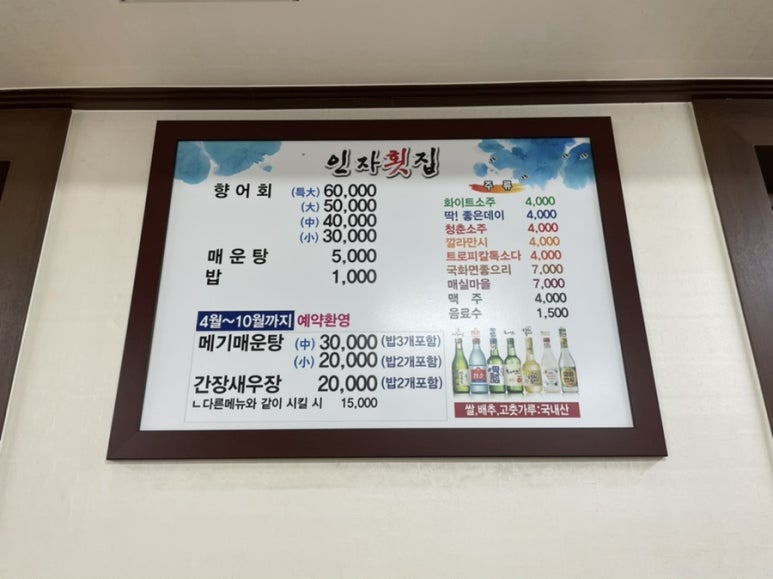 인자횟집
향어회 (특大) 60,000
(大) 50,000
(中) 40,000
(小) 30,000
매운탕 5,000
밥 1,000
4월~10월까지 예약환영
메기매운탕 (中) 30,000 (밥3개포함)
(小) 20,000 (밥2개포함)
간장새우장 20,000 (밥2개포함)
ㄴ다른메뉴와 같이 시킬 시 15,000
주 류
화이트소주 4,000
딱! 좋은데이 4,000
청춘소주 4,000
깔라만시 4,000
트로피칼톡소다 4,000
국화면좋으리 7,000
매실마을 7,000
맥 주 4,000
음료수 1,500
쌀,배추,고춧가루:국내산